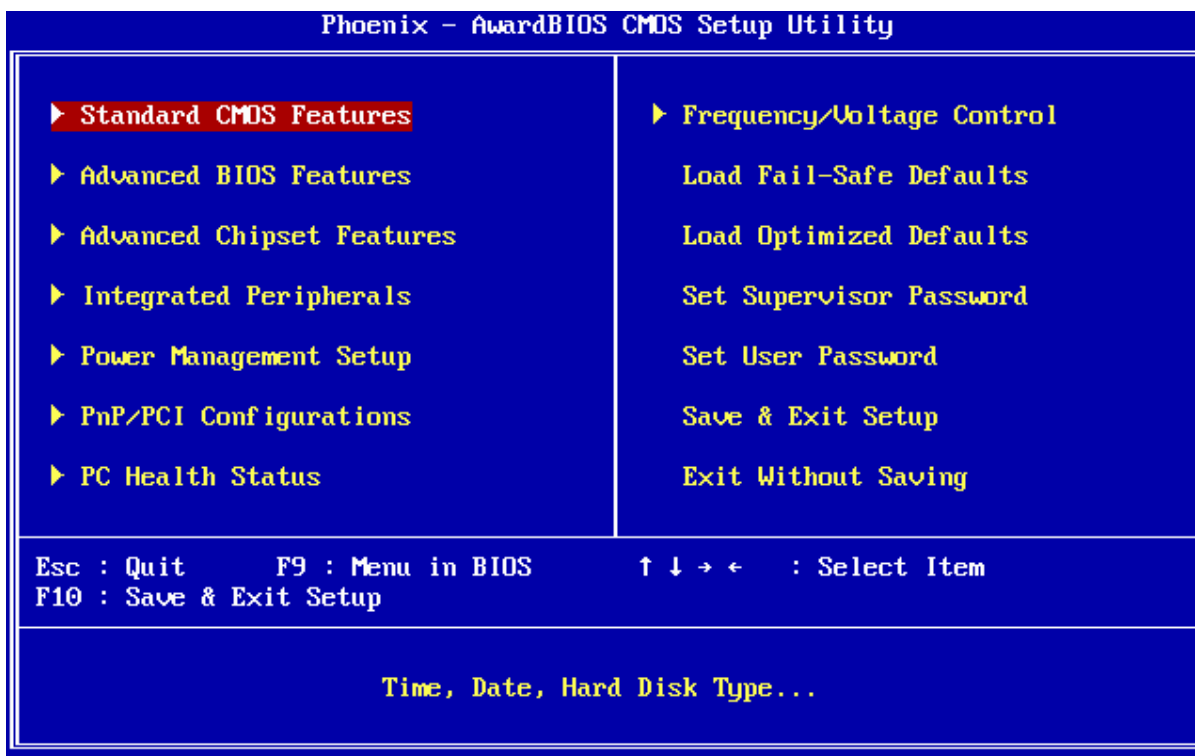 Phoenix - AwardBIOS CMOS Setup Utility
Standard CMOS Features
Advanced BIOS Features
Advanced Chipset Features
Integrated Peripherals
Power Management Setup
PnP/PCI Configurations
PC Health Status
Frequency/Voltage Control
Load Fail-Safe Defaults
Load Optimized Defaults
Set Supervisor Password
Set User Password
Save & Exit Setup
Exit Without Saving
Esc : Quit F9 : Menu in BIOS ↑ ↓ → ← : Select Item
F10 : Save & Exit Setup
Time, Date, Hard Disk Type...